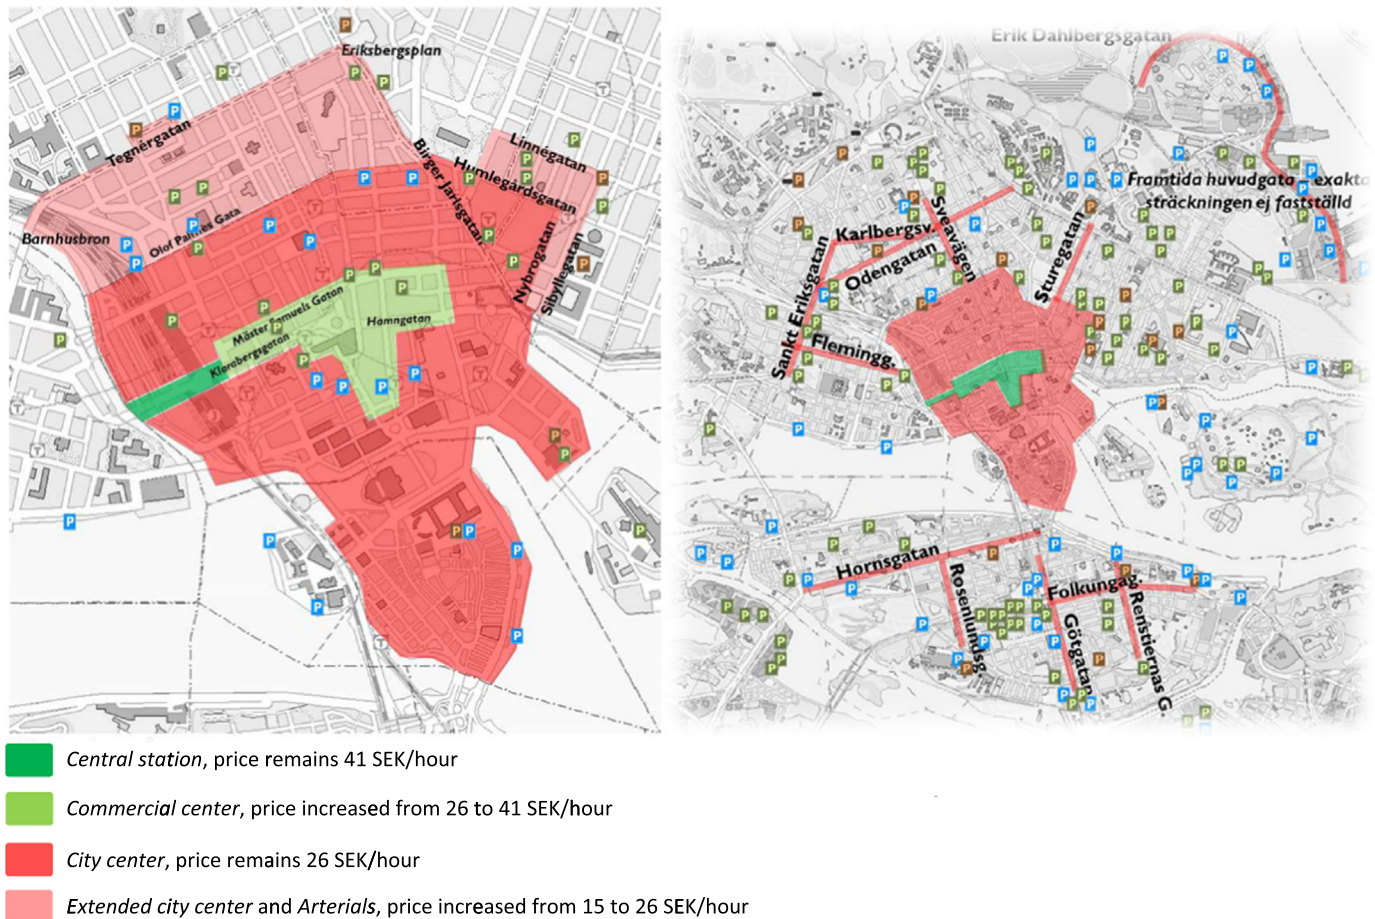 Eriksbergsplan
Tegnérgatan
Linnégatan
Birger Jarlsgatan
Humlegårdsgatan
Olof Palmes Gata
Barnhusbron
Nybrogatan
Sibyllegatan
Mäster Samuels Gatan
Hamngatan
Klarabergsgatan
Erik Dahlbergsgatan
Framtida huvudgata exakta
sträckningen ej fastställd
Sveavägen
Karlbergsv.
Odengatan
Sturegatan
Sankt Eriksgatan
Flemingg.
Hornsgatan
Rosenlundsg.
Folkungag.
Götgatan
Renstiernas G.
Central station, price remains 41 SEK/hour
Commercial center, price increased from 26 to 41 SEK/hour
City center, price remains 26 SEK/hour
Extended city center and Arterials, price increased from 15 to 26 SEK/hour